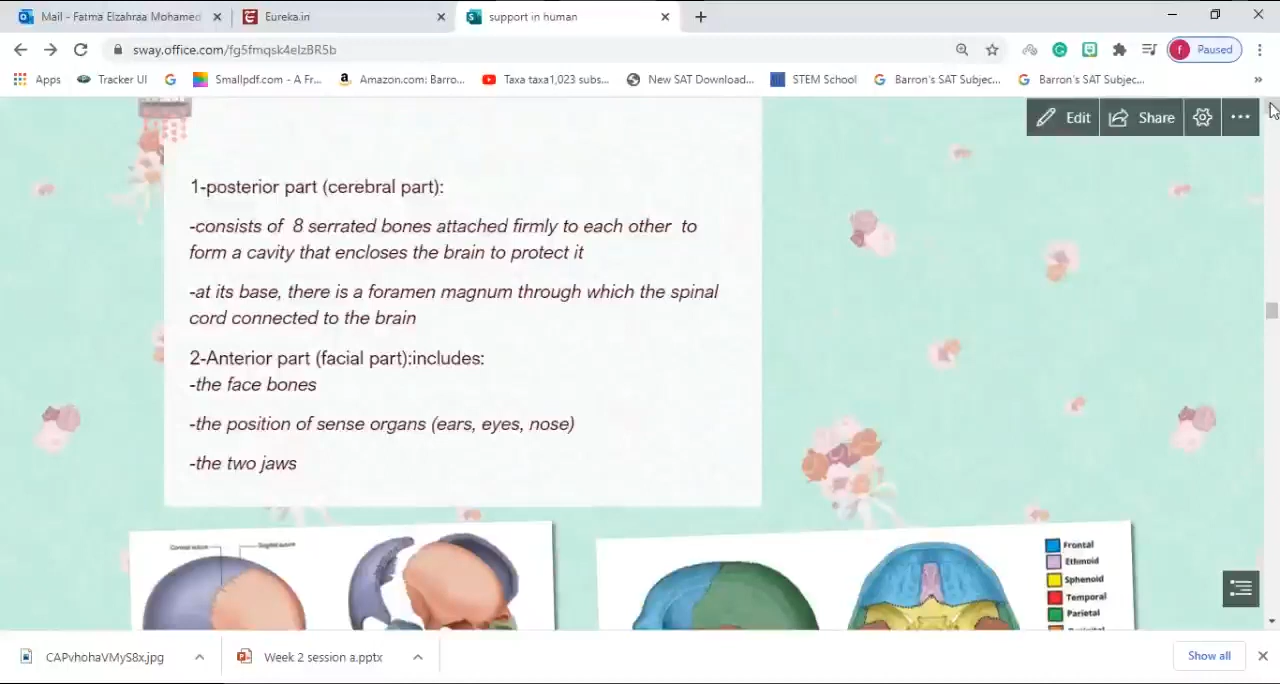 Mail - Fatma Elzahraa Mohamed
Eureka.in
support in human
sway.office.com/fg5fmqsk4elzBR5b
f Paused
Apps
Tracker UI
Smallpdf.com - A Fr...
Amazon.com: Barro...
Taxa taxa1,023 subs...
New SAT Download...
STEM School
Barron's SAT Subjec...
Barron's SAT Subjec...
Edit
Share
1-posterior part (cerebral part):
-consists of 8 serrated bones attached firmly to each other to
form a cavity that encloses the brain to protect it
-at its base, there is a foramen magnum through which the spinal
cord connected to the brain
2-Anterior part (facial part):includes:
-the face bones
-the position of sense organs (ears, eyes, nose)
-the two jaws
Coronal suture
Sagittal suture
Frontal
Ethmoid
Sphenoid
Temporal
Parietal
CAPvhohaVMyS8x.jpg
Week 2 session a.pptx
Show all